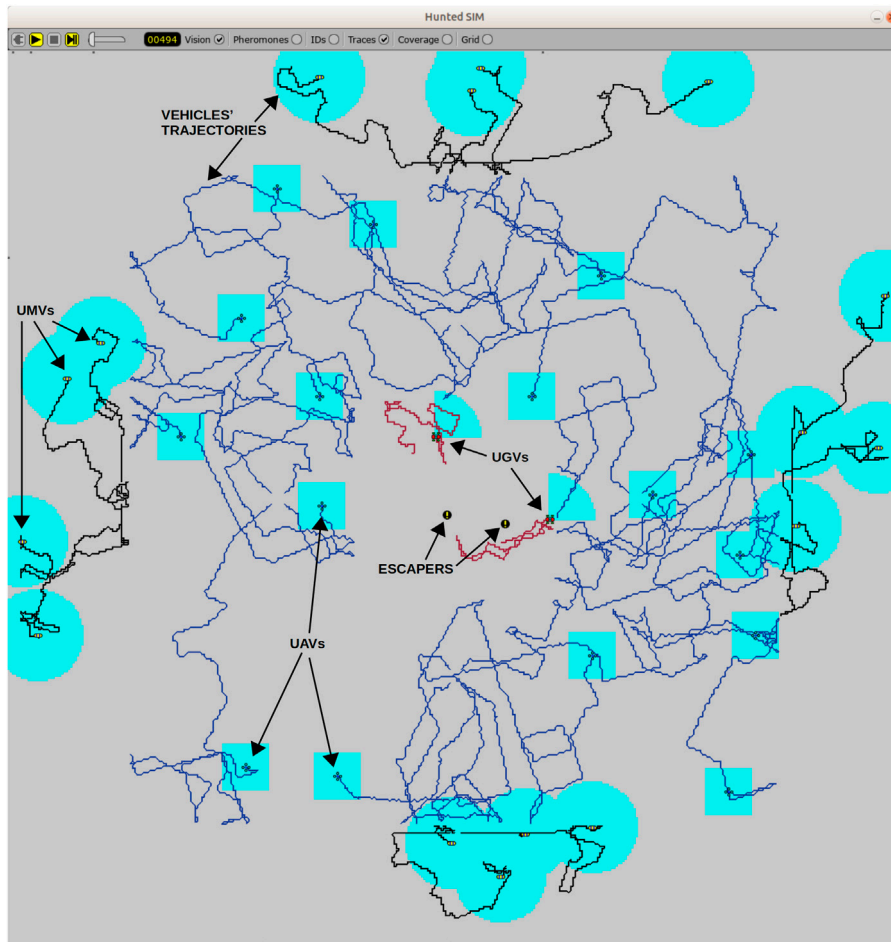 Hunted SIM
00494 Vision Pheromones IDs Traces Coverage Grid
VEHICLES'
TRAJECTORIES
UMVs
UGVs
ESCAPERS
UAVs